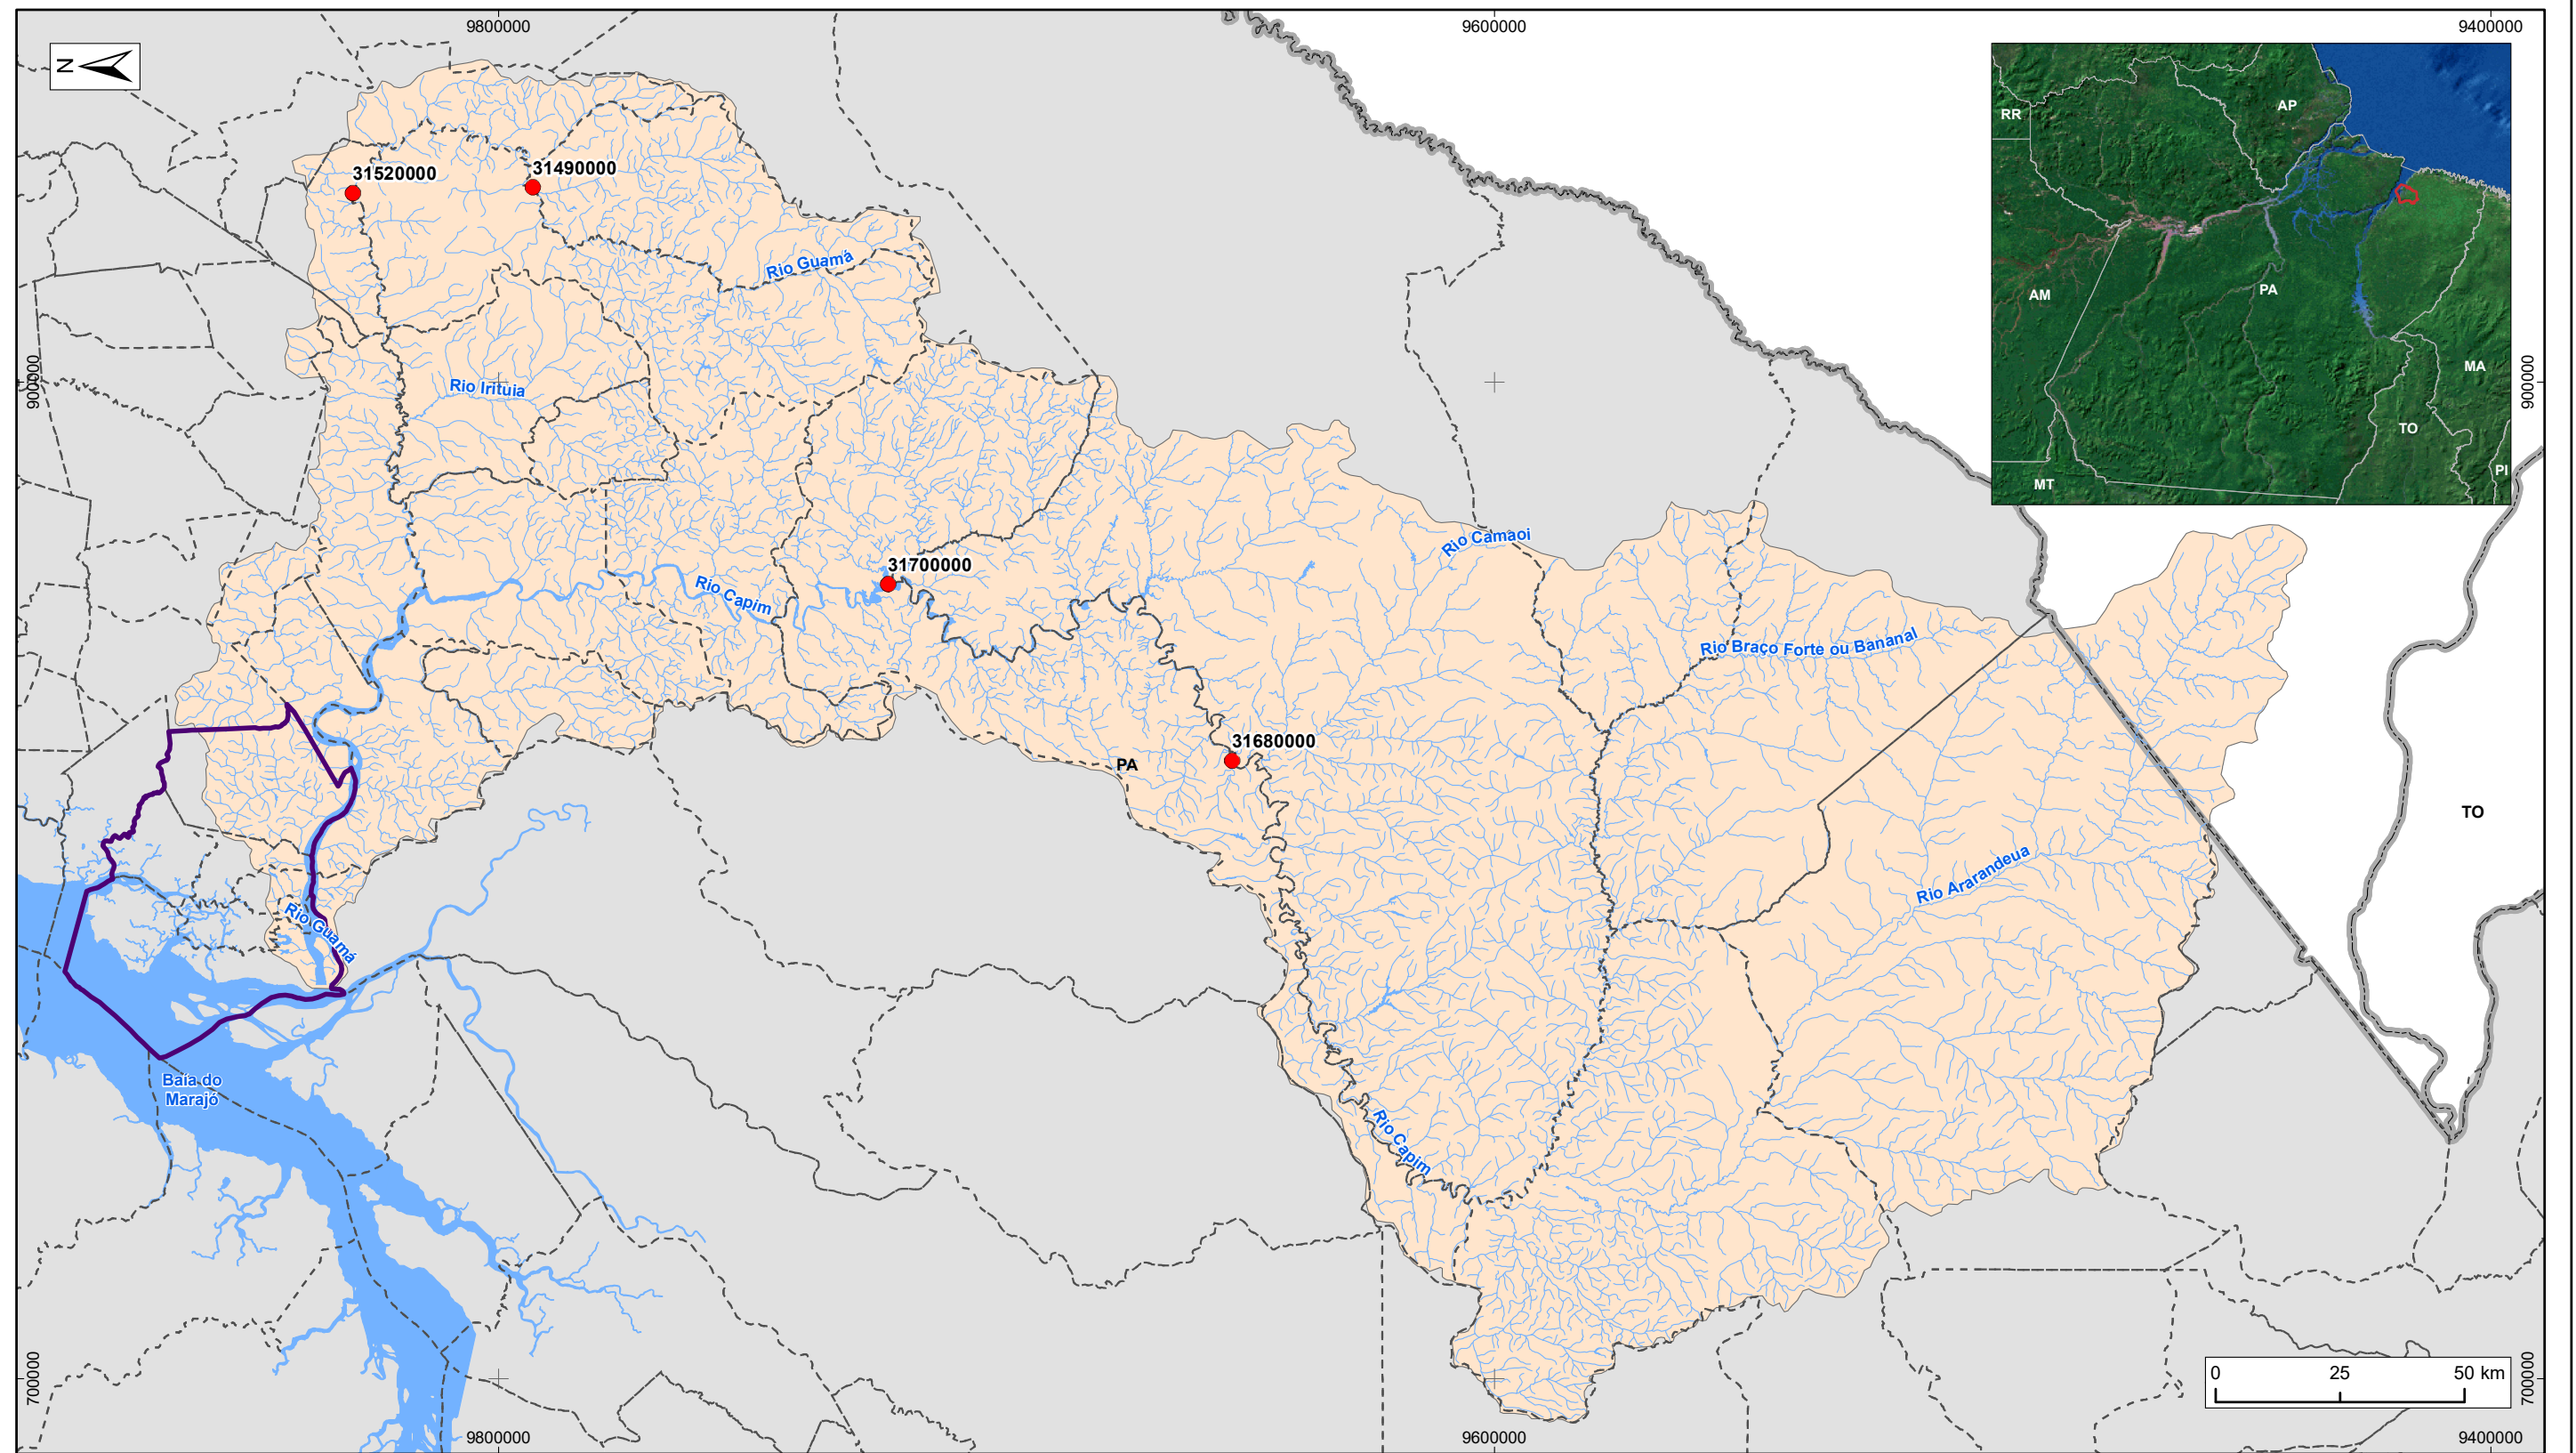 9800000
9600000
9400000
N
RR
AP
AM
PA
MA
TO
PI
MT
31520000
31490000
Rio Guamá
900000
900000
Rio Irituia
Rio Camaoi
31700000
Rio Capim
Rio Braço Forte ou Bananal
31680000
PA
TO
Rio Ararandeua
Rio Guamá
Baía do
Marajó
Rio Capim
700000
700000
0 25 50 km
9800000
9600000
9400000